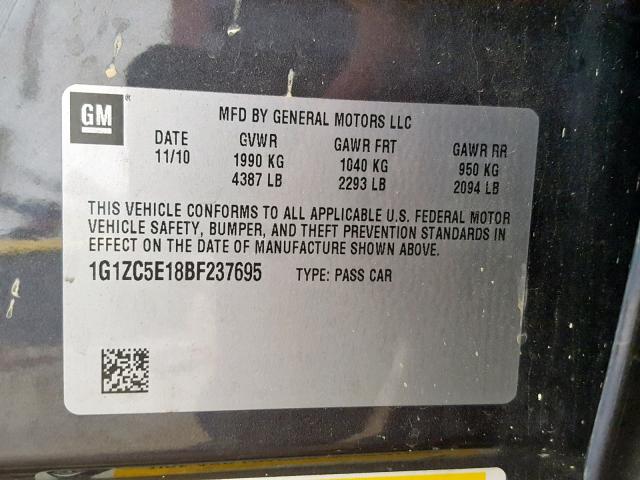 GM
MFD BY GENERAL MOTORS LLC
DATE GVWR GAWR FRT GAWR RR
11/10 1990 KG 1040 KG 950 KG
4387 LB 2293 LB 2094 LB
THIS VEHICLE CONFORMS TO ALL APPLICABLE U.S. FEDERAL MOTOR
VEHICLE SAFETY, BUMPER, AND THEFT PREVENTION STANDARDS IN
EFFECT ON THE DATE OF MANUFACTURE SHOWN ABOVE.
1G1ZC5E18BF237695 TYPE: PASS CAR